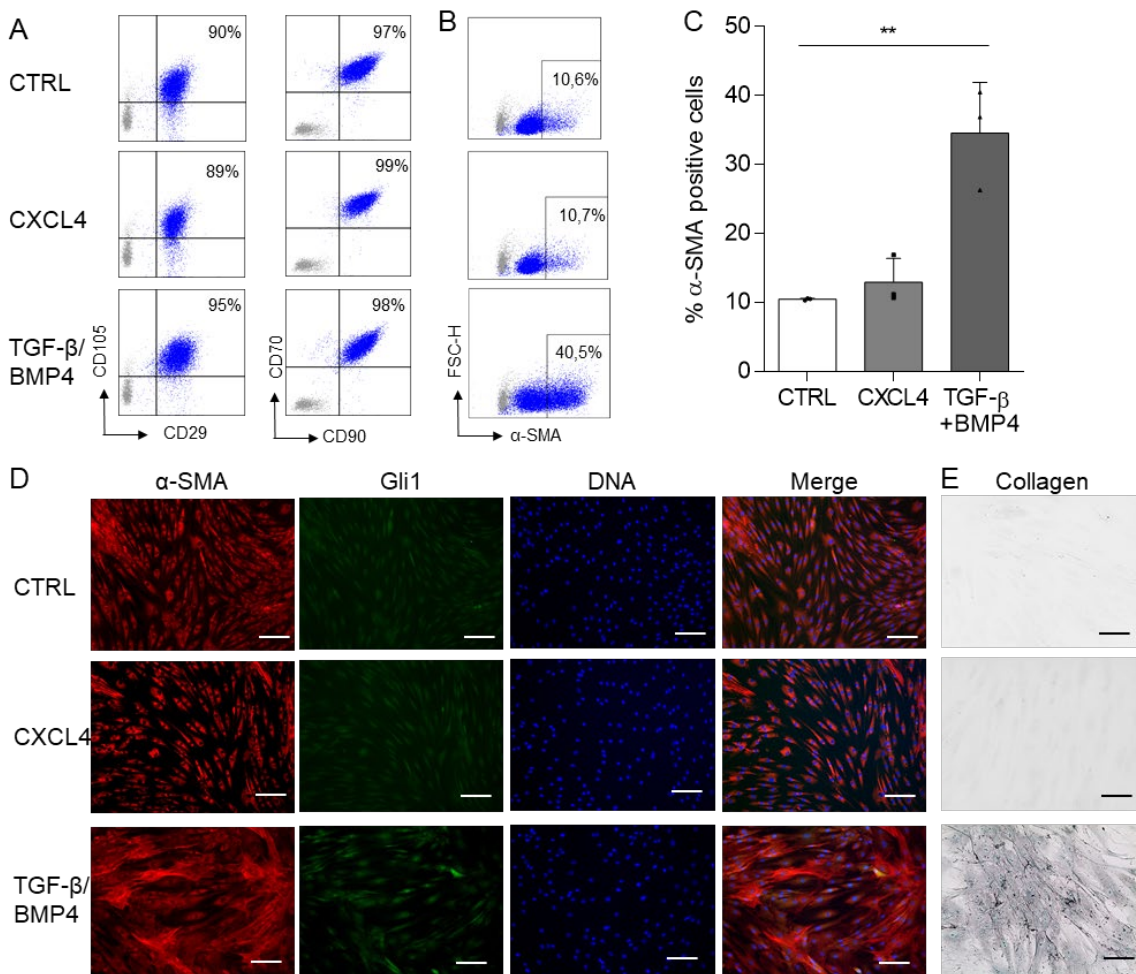 A
B
C
CTRL
CXCL4
TGF-β/
BMP4
90%
97%
89%
99%
95%
98%
CD105
CD29
CD70
CD90
10,6%
10,7%
40,5%
FSC-H
α-SMA
% α-SMA positive cells
50
40
30
20
10
0
**
CTRL
CXCL4
TGF-β
+BMP4
D
α-SMA
Gli1
DNA
Merge
E
Collagen
CTRL
CXCL4
TGF-β/
BMP4